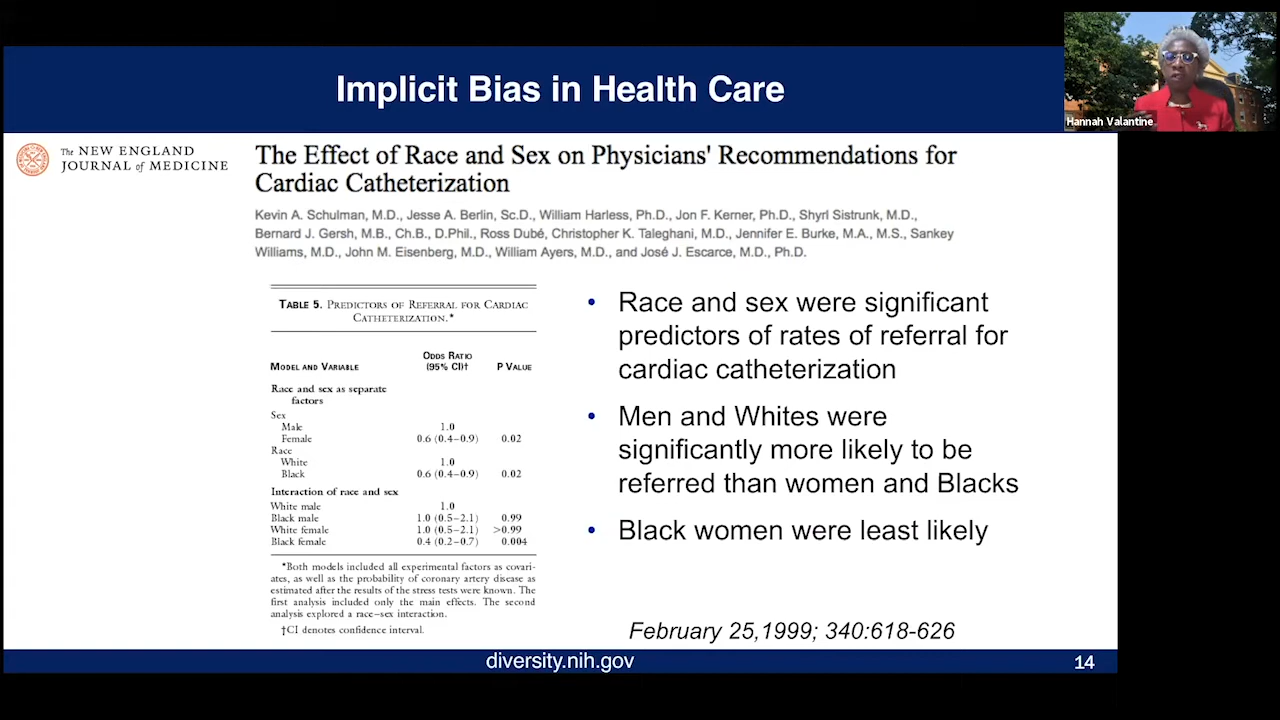 Implicit Bias in Health Care
Hannah Valantine
The NEW ENGLAND
JOURNAL of MEDICINE
The Effect of Race and Sex on Physicians' Recommendations for
Cardiac Catheterization
Kevin A. Schulman, M.D., Jesse A. Berlin, Sc.D., William Harless, Ph.D., Jon F. Kerner, Ph.D., Shyrl Sistrunk, M.D.,
Bernard J. Gersh, M.B., Ch.B., D.Phil., Ross Dubé, Christopher K. Taleghani, M.D., Jennifer E. Burke, M.A., M.S., Sankey
Williams, M.D., John M. Eisenberg, M.D., William Ayers, M.D., and José J. Escarce, M.D., Ph.D.
TABLE 5. PREDICTORS OF REFERRAL FOR CARDIAC
CATHETERIZATION.*
MODEL AND VARIABLE ODDS RATIO (95% CI)† P VALUE
Race and sex as separate
factors
Sex
Male 1.0
Female 0.6 (0.4–0.9) 0.02
Race
White 1.0
Black 0.6 (0.4–0.9) 0.02
Interaction of race and sex
White male 1.0
Black male 1.0 (0.5–2.1) 0.99
White female 1.0 (0.5–2.1) >0.99
Black female 0.4 (0.2–0.7) 0.004
*Both models included all experimental factors as covari-
ates, as well as the probability of coronary artery disease as
estimated after the results of the stress tests were known. The
first analysis included only the main effects. The second
analysis explored a race–sex interaction.
†CI denotes confidence interval.
• Race and sex were significant
predictors of rates of referral for
cardiac catheterization
• Men and Whites were
significantly more likely to be
referred than women and Blacks
• Black women were least likely
February 25,1999; 340:618-626
diversity.nih.gov
14